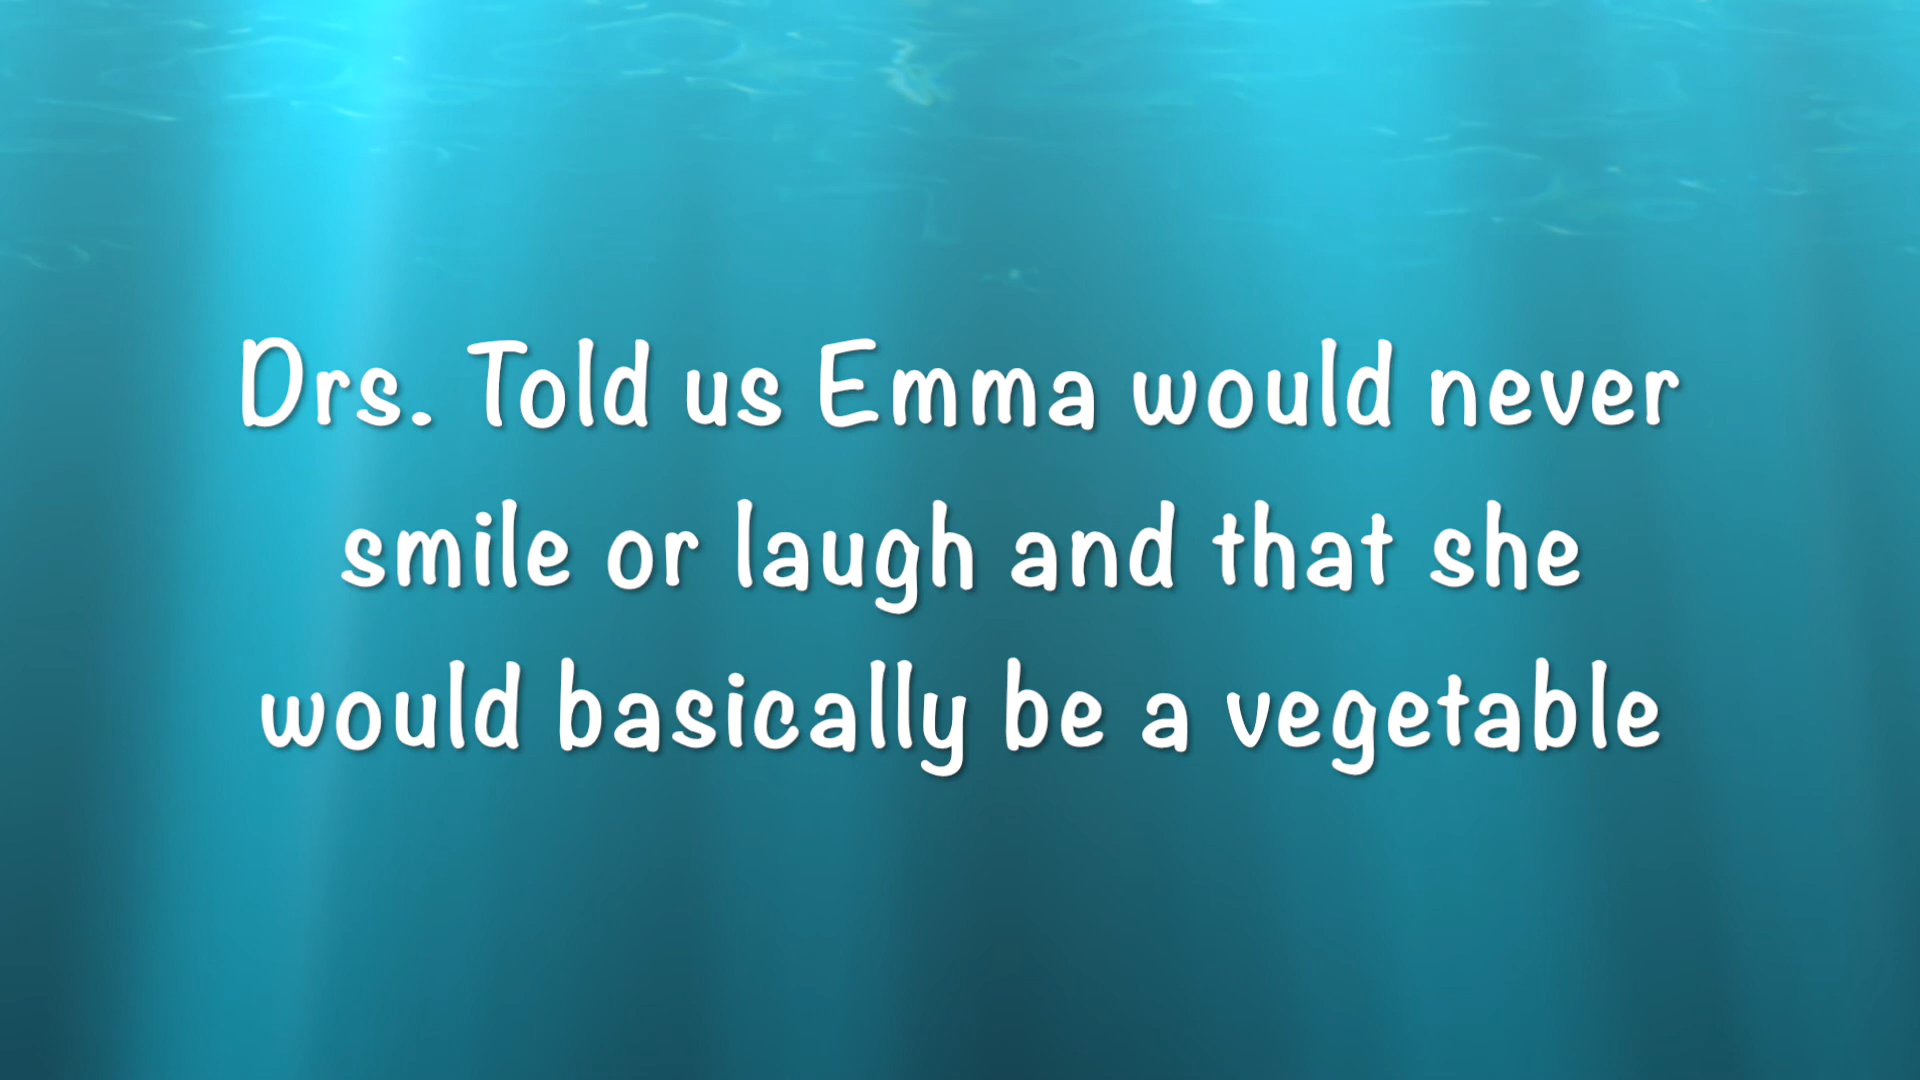 Drs. Told us Emma would never
smile or laugh and that she
would basically be a vegetable